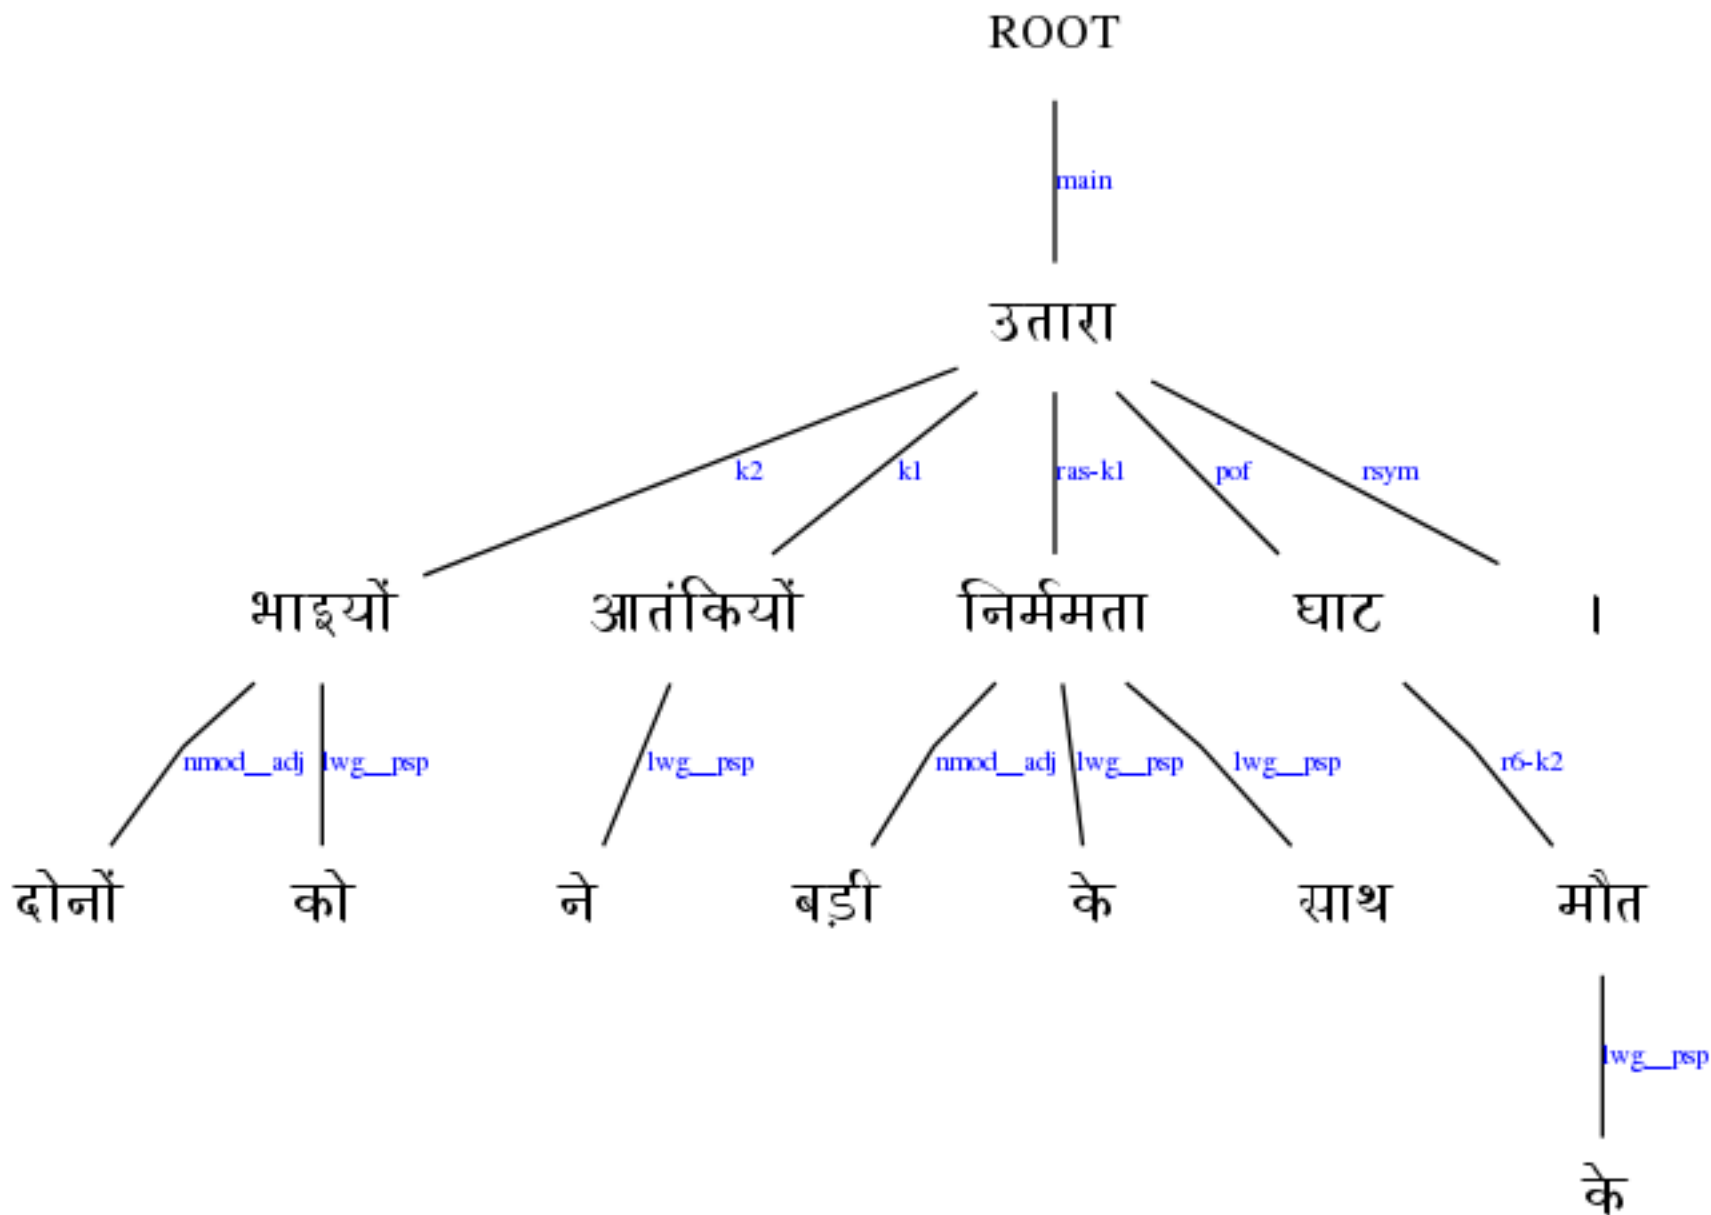 ROOT
main
उतारा
k2 k1 ras-k1 pof rsym
भाइयों आतंकियों निर्ममता घाट ।
nmod__adj lwg__psp lwg__psp nmod__adj lwg__psp lwg__psp r6-k2
दोनों को ने बड़ी के साथ मौत
lwg__psp
के